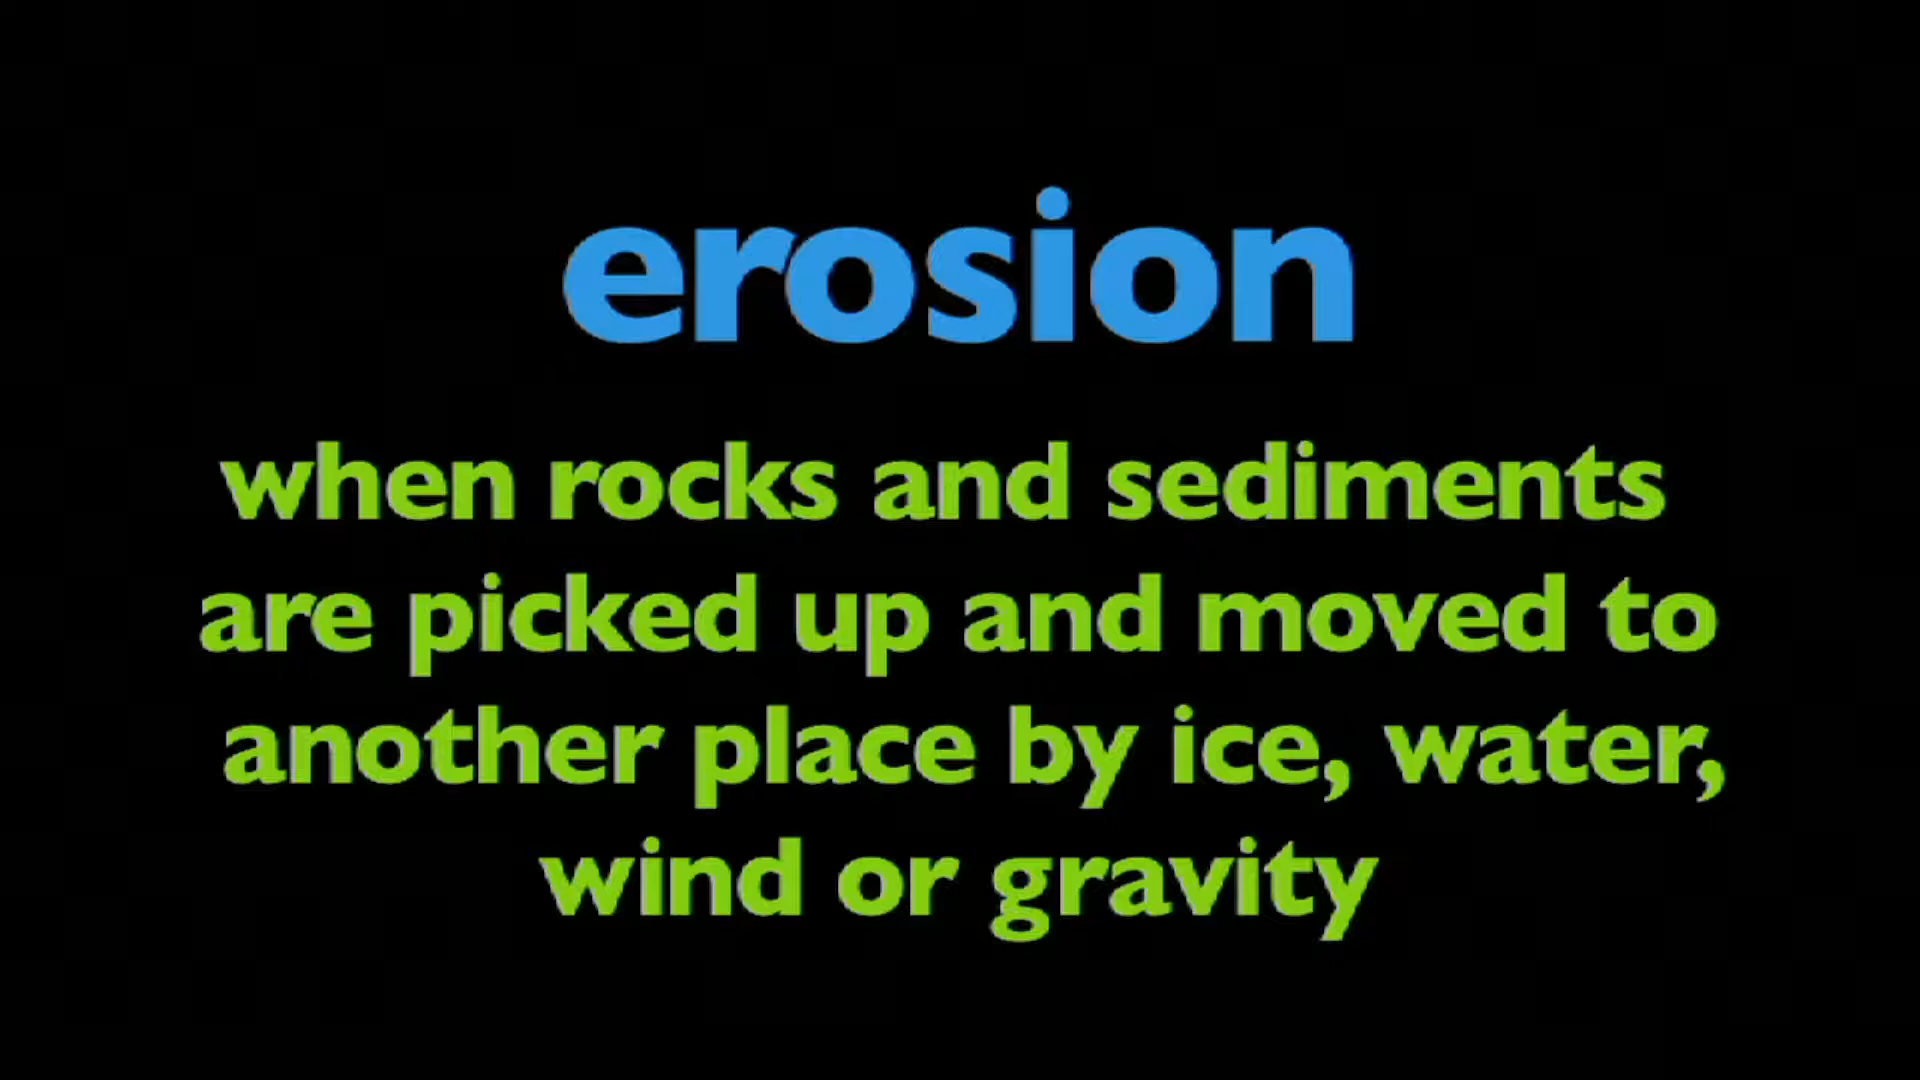 erosion
when rocks and sediments
are picked up and moved to
another place by ice, water,
wind or gravity